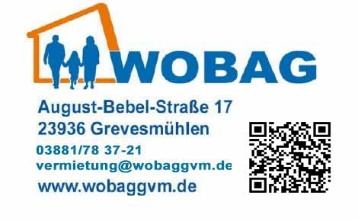 WOBAG
August-Bebel-Straße 17
23936 Grevesmühlen
03881/78 37-21
vermietung@wobaggvm.de
www.wobaggvm.de